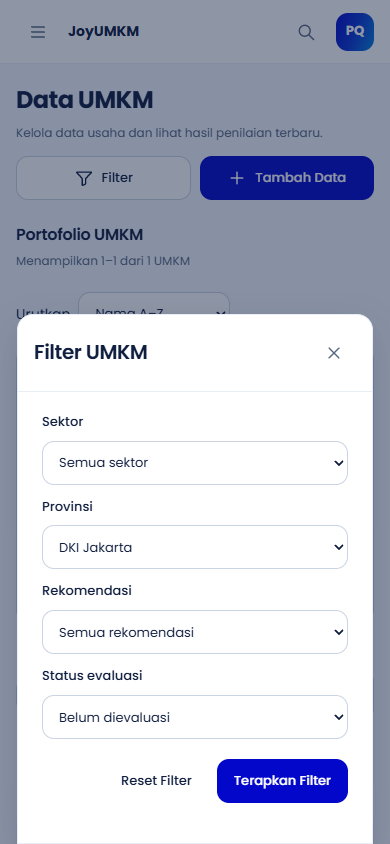 JoyUMKM
PQ
Data UMKM
Kelola data usaha dan lihat hasil penilaian terbaru.
Filter
Tambah Data
Portofolio UMKM
Menampilkan 1–1 dari 1 UMKM
Urutkan
Nama A–Z
Filter UMKM
Sektor
Semua sektor
Provinsi
DKI Jakarta
Rekomendasi
Semua rekomendasi
Status evaluasi
Belum dievaluasi
Reset Filter
Terapkan Filter